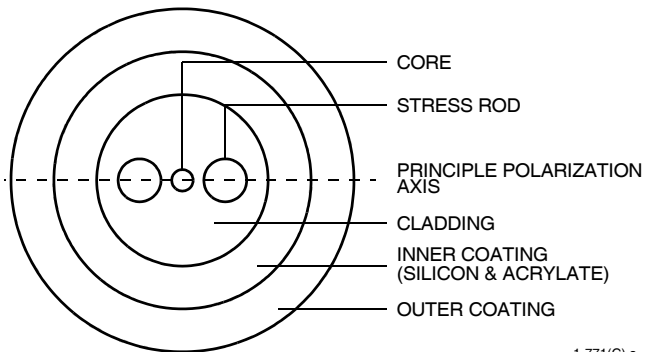 CORE
STRESS ROD
PRINCIPLE POLARIZATION
AXIS
CLADDING
INNER COATING
(SILICON & ACRYLATE)
OUTER COATING